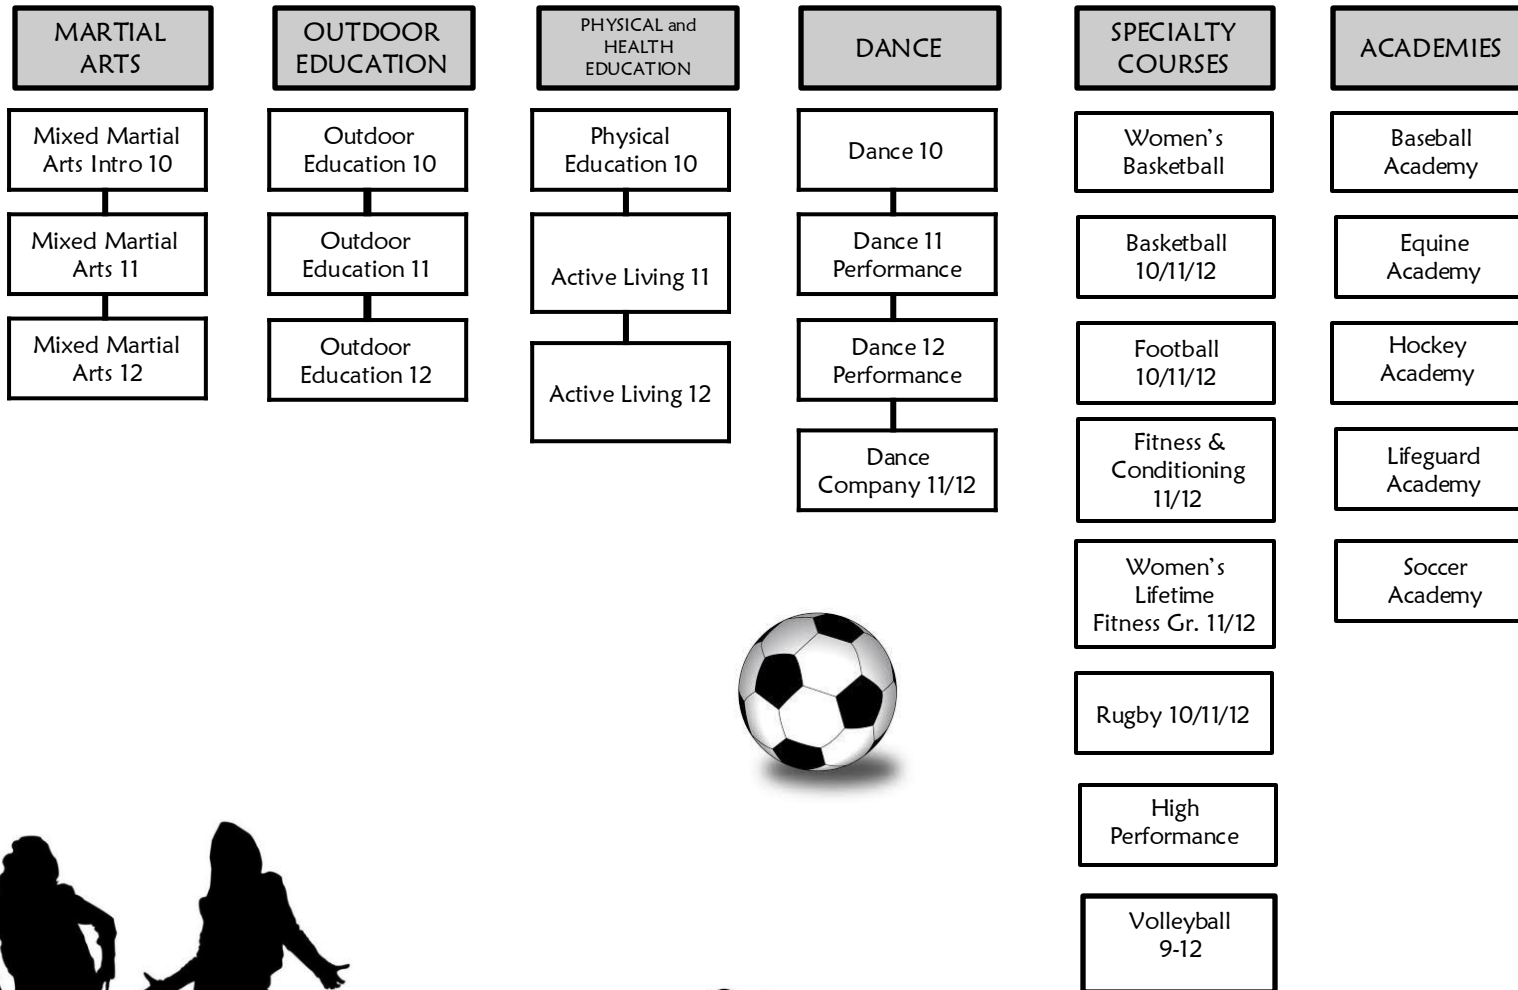 MARTIAL
ARTS
Mixed Martial
Arts Intro 10
Mixed Martial
Arts 11
Mixed Martial
Arts 12
OUTDOOR
EDUCATION
Outdoor
Education 10
Outdoor
Education 11
Outdoor
Education 12
PHYSICAL and
HEALTH
EDUCATION
Physical
Education 10
Active Living 11
Active Living 12
DANCE
Dance 10
Dance 11
Performance
Dance 12
Performance
Dance
Company 11/12
SPECIALTY
COURSES
Women's
Basketball
Basketball
10/11/12
Football
10/11/12
Fitness &
Conditioning
11/12
Women's
Lifetime
Fitness Gr. 11/12
Rugby 10/11/12
High
Performance
Volleyball
9-12
ACADEMIES
Baseball
Academy
Equine
Academy
Hockey
Academy
Lifeguard
Academy
Soccer
Academy